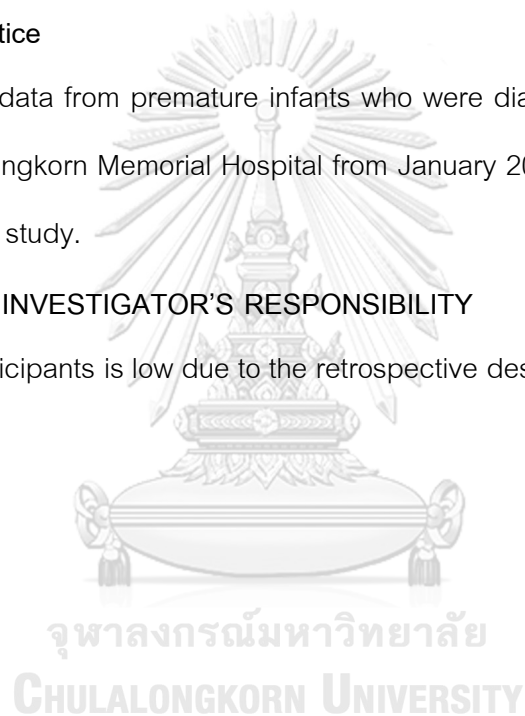 tice
data from premature infants who were dia
ngkorn Memorial Hospital from January 20
study.
INVESTIGATOR'S RESPONSIBILITY
icipants is low due to the retrospective des
จุฬาลงกรณ์มหาวิทยาลัย
CHULALONGKORN UNIVERSITY